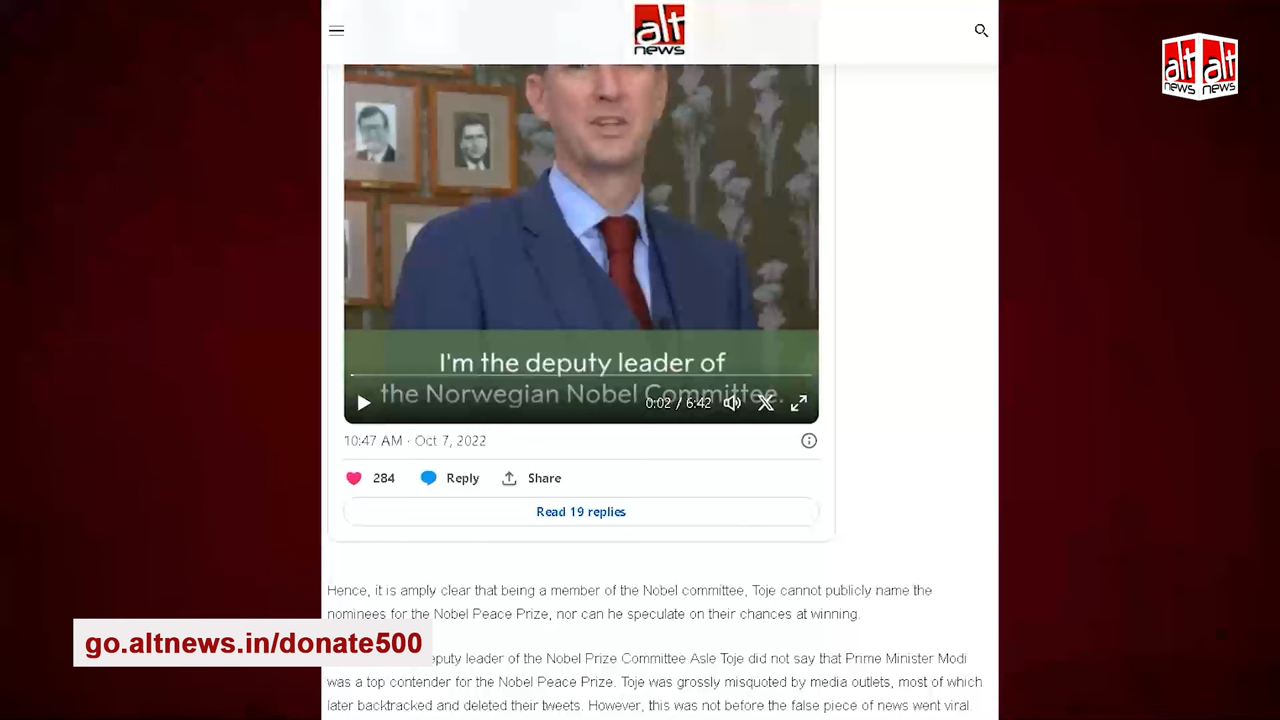 alt
news
alt alt
news news
I'm the deputy leader of
the Norwegian Nobel Committee.
0:02 / 6:42
10:47 AM · Oct 7, 2022
284 Reply Share
Read 19 replies
Hence, it is amply clear that being a member of the Nobel committee, Toje cannot publicly name the
nominees for the Nobel Peace Prize, nor can he speculate on their chances at winning.
go.altnews.in/donate500
eputy leader of the Nobel Prize Committee Asle Toje did not say that Prime Minister Modi
was a top contender for the Nobel Peace Prize. Toje was grossly misquoted by media outlets, most of which
later backtracked and deleted their tweets. However, this was not before the false piece of news went viral.